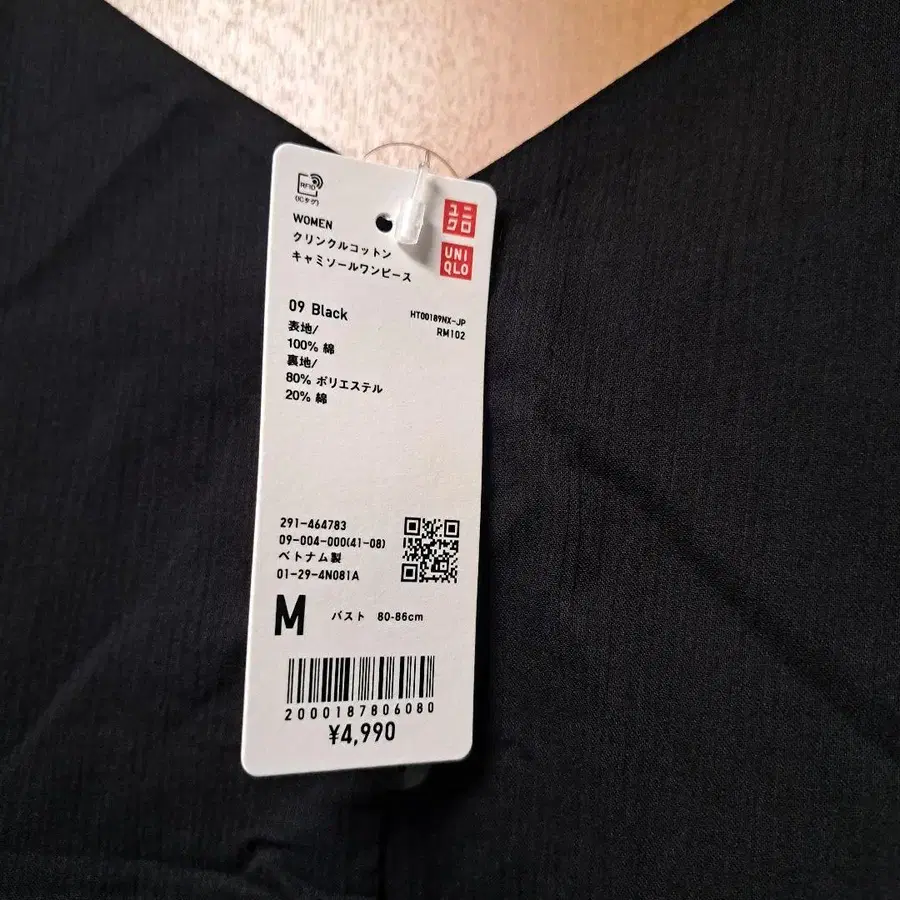 RFID
(ICタグ)
WOMEN
クリンクルコットン
キャミソールワンピース
ユニ
クロ
UNI
QLO
09 Black
HT00189NX-JP
RM102
表地/
100% 綿
裏地/
80% ポリエステル
20% 綿
291-464783
09-004-000(41-08)
ベトナム製
01-29-4N081A
M バスト 80-86cm
2000187806080
¥4,990